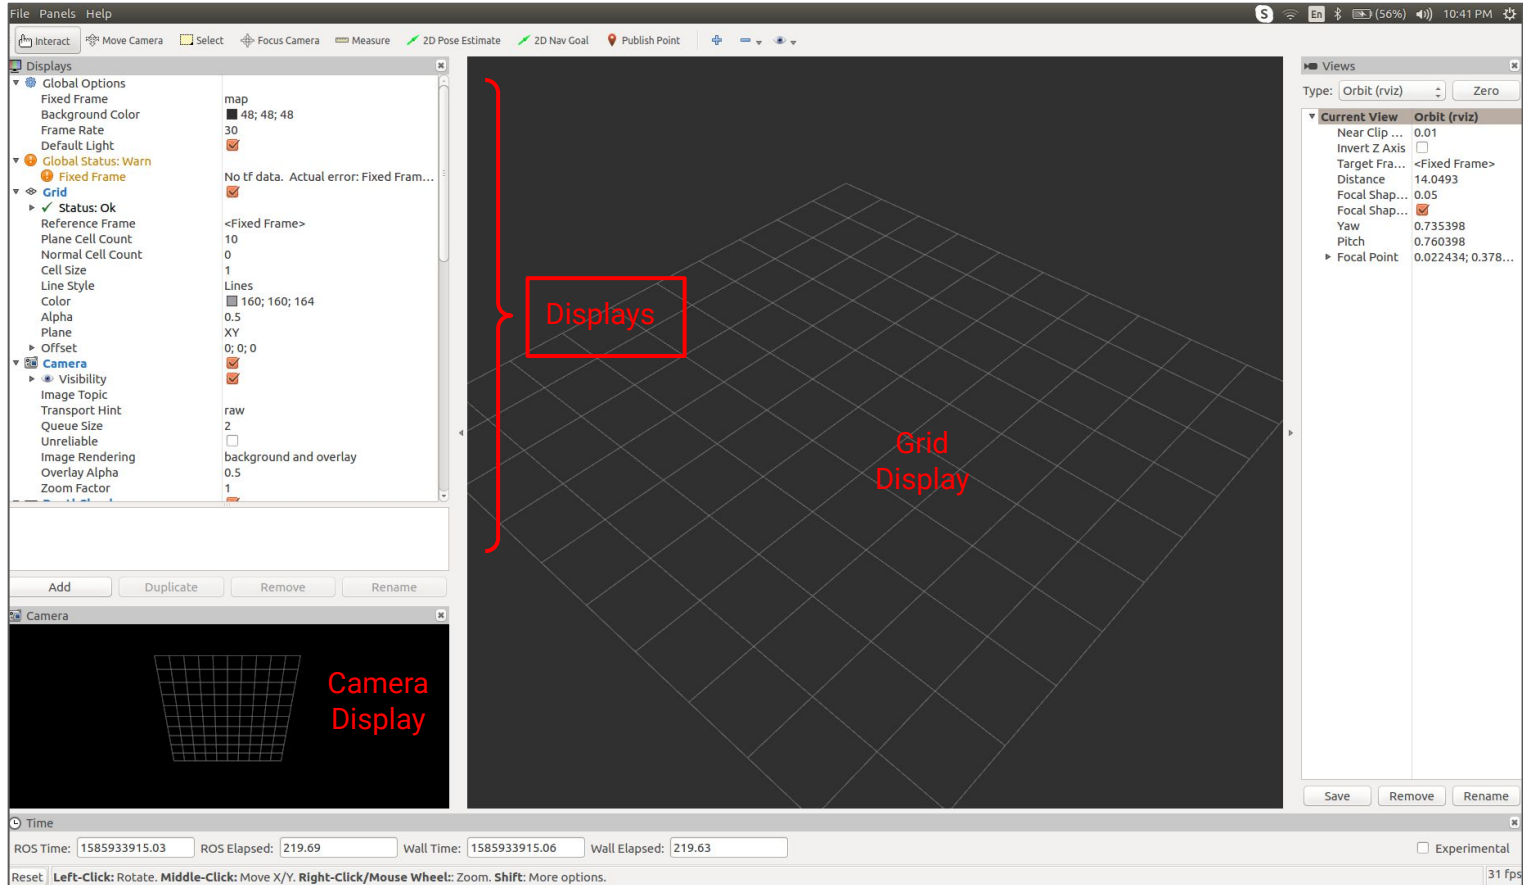 File Panels Help
S En (56%) 10:41 PM
Interact Move Camera Select Focus Camera Measure 2D Pose Estimate 2D Nav Goal Publish Point
Displays
Global Options
Fixed Frame map
Background Color 48; 48; 48
Frame Rate 30
Default Light
Global Status: Warn
Fixed Frame No tf data. Actual error: Fixed Fram...
Grid
Status: Ok
Reference Frame <Fixed Frame>
Plane Cell Count 10
Normal Cell Count 0
Cell Size 1
Line Style Lines
Color 160; 160; 164
Alpha 0.5
Plane XY
Offset 0; 0; 0
Camera
Visibility
Image Topic
Transport Hint raw
Queue Size 2
Unreliable
Image Rendering background and overlay
Overlay Alpha 0.5
Zoom Factor 1
Add Duplicate Remove Rename
Camera
Camera
Display
Displays
Grid
Display
Views
Type: Orbit (rviz) Zero
Current View Orbit (rviz)
Near Clip ... 0.01
Invert Z Axis
Target Fra... <Fixed Frame>
Distance 14.0493
Focal Shap... 0.05
Focal Shap...
Yaw 0.735398
Pitch 0.760398
Focal Point 0.022434; 0.378...
Save Remove Rename
Time
ROS Time: 1585933915.03 ROS Elapsed: 219.69 Wall Time: 1585933915.06 Wall Elapsed: 219.63 Experimental
Reset Left-Click: Rotate. Middle-Click: Move X/Y. Right-Click/Mouse Wheel:: Zoom. Shift: More options. 31 fps